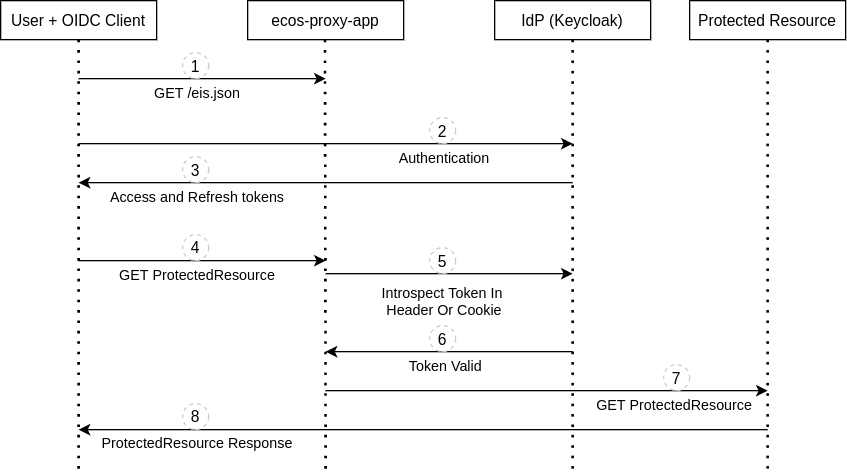 User + OIDC Client
ecos-proxy-app
IdP (Keycloak)
Protected Resource
1
GET /eis.json
2
Authentication
3
Access and Refresh tokens
4
GET ProtectedResource
5
Introspect Token In
Header Or Cookie
6
Token Valid
7
GET ProtectedResource
8
ProtectedResource Response